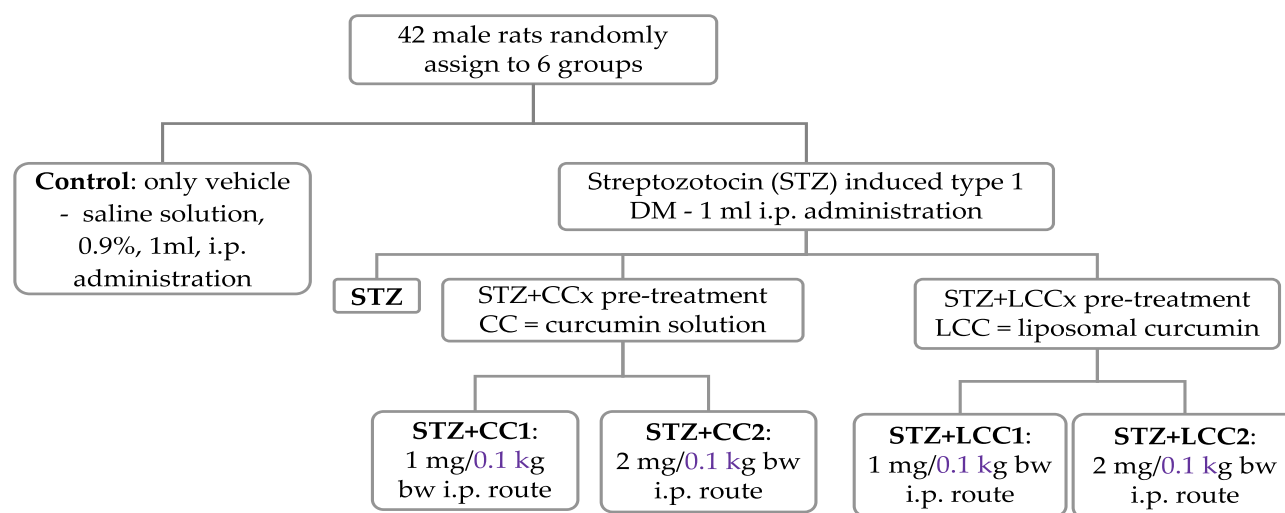 42 male rats randomly
assign to 6 groups
Control: only vehicle
- saline solution,
0.9%, 1ml, i.p.
administration
Streptozotocin (STZ) induced type 1
DM - 1 ml i.p. administration
STZ
STZ+CCx pre-treatment
CC = curcumin solution
STZ+LCCx pre-treatment
LCC = liposomal curcumin
STZ+CC1:
1 mg/0.1 kg
bw i.p. route
STZ+CC2:
2 mg/0.1 kg bw
i.p. route
STZ+LCC1:
1 mg/0.1 kg bw
i.p. route
STZ+LCC2:
2 mg/0.1 kg bw
i.p. route